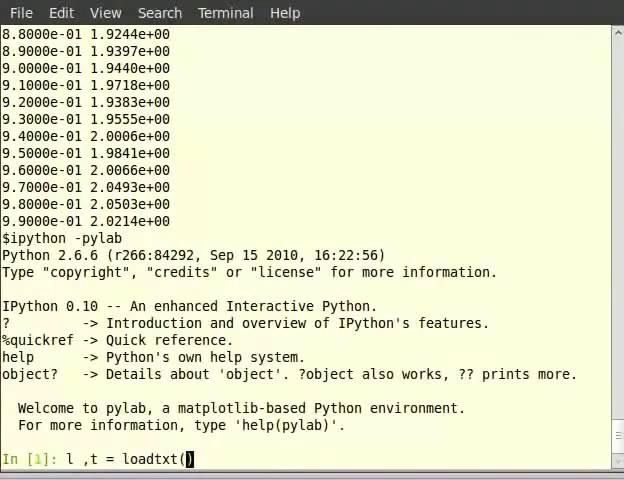 File Edit View Search Terminal Help
8.8000e-01 1.9244e+00
8.9000e-01 1.9397e+00
9.0000e-01 1.9440e+00
9.1000e-01 1.9718e+00
9.2000e-01 1.9383e+00
9.3000e-01 1.9555e+00
9.4000e-01 2.0006e+00
9.5000e-01 1.9841e+00
9.6000e-01 2.0066e+00
9.7000e-01 2.0493e+00
9.8000e-01 2.0503e+00
9.9000e-01 2.0214e+00
$ipython -pylab
Python 2.6.6 (r266:84292, Sep 15 2010, 16:22:56)
Type "copyright", "credits" or "license" for more information.
IPython 0.10 -- An enhanced Interactive Python.
?         -> Introduction and overview of IPython's features.
%quickref -> Quick reference.
help      -> Python's own help system.
object?   -> Details about 'object'. ?object also works, ?? prints more.
Welcome to pylab, a matplotlib-based Python environment.
For more information, type 'help(pylab)'.
In [1]: l ,t = loadtxt()